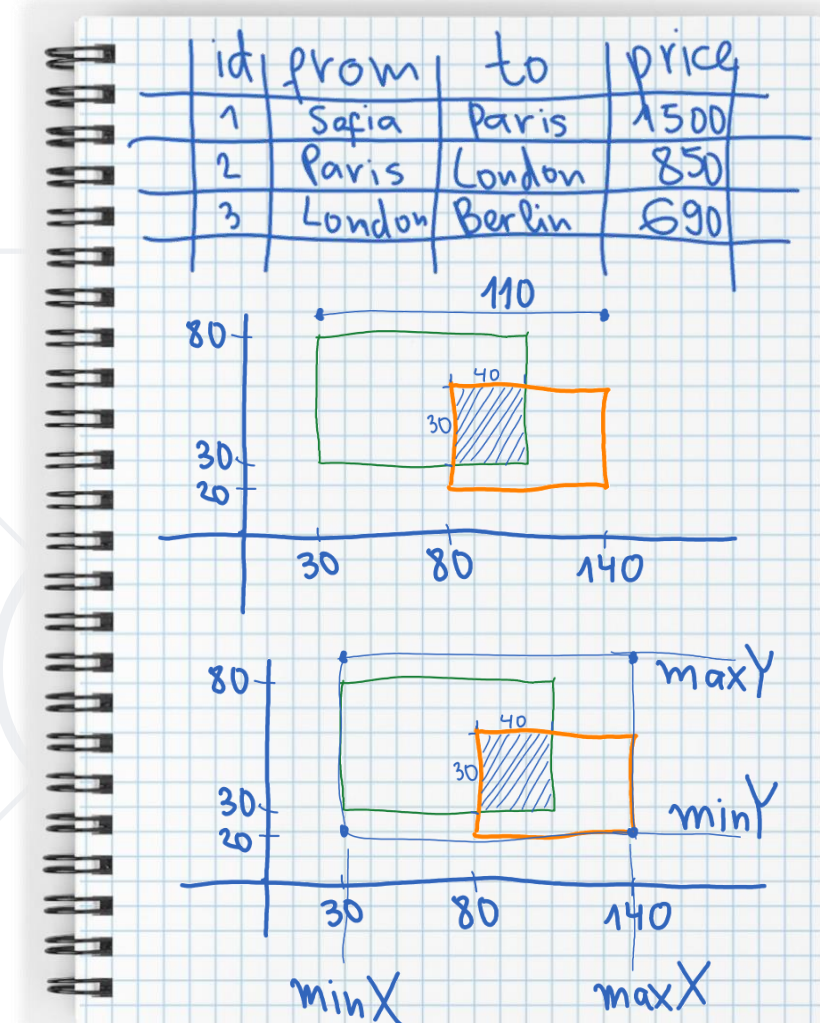 id from to price
1 Sofia Paris 1500
2 Paris London 850
3 London Berlin 690
110
80
40
30
30
20
30 80 140
maxY
80
40
30
30
minY
20
30 80 140
minX maxX